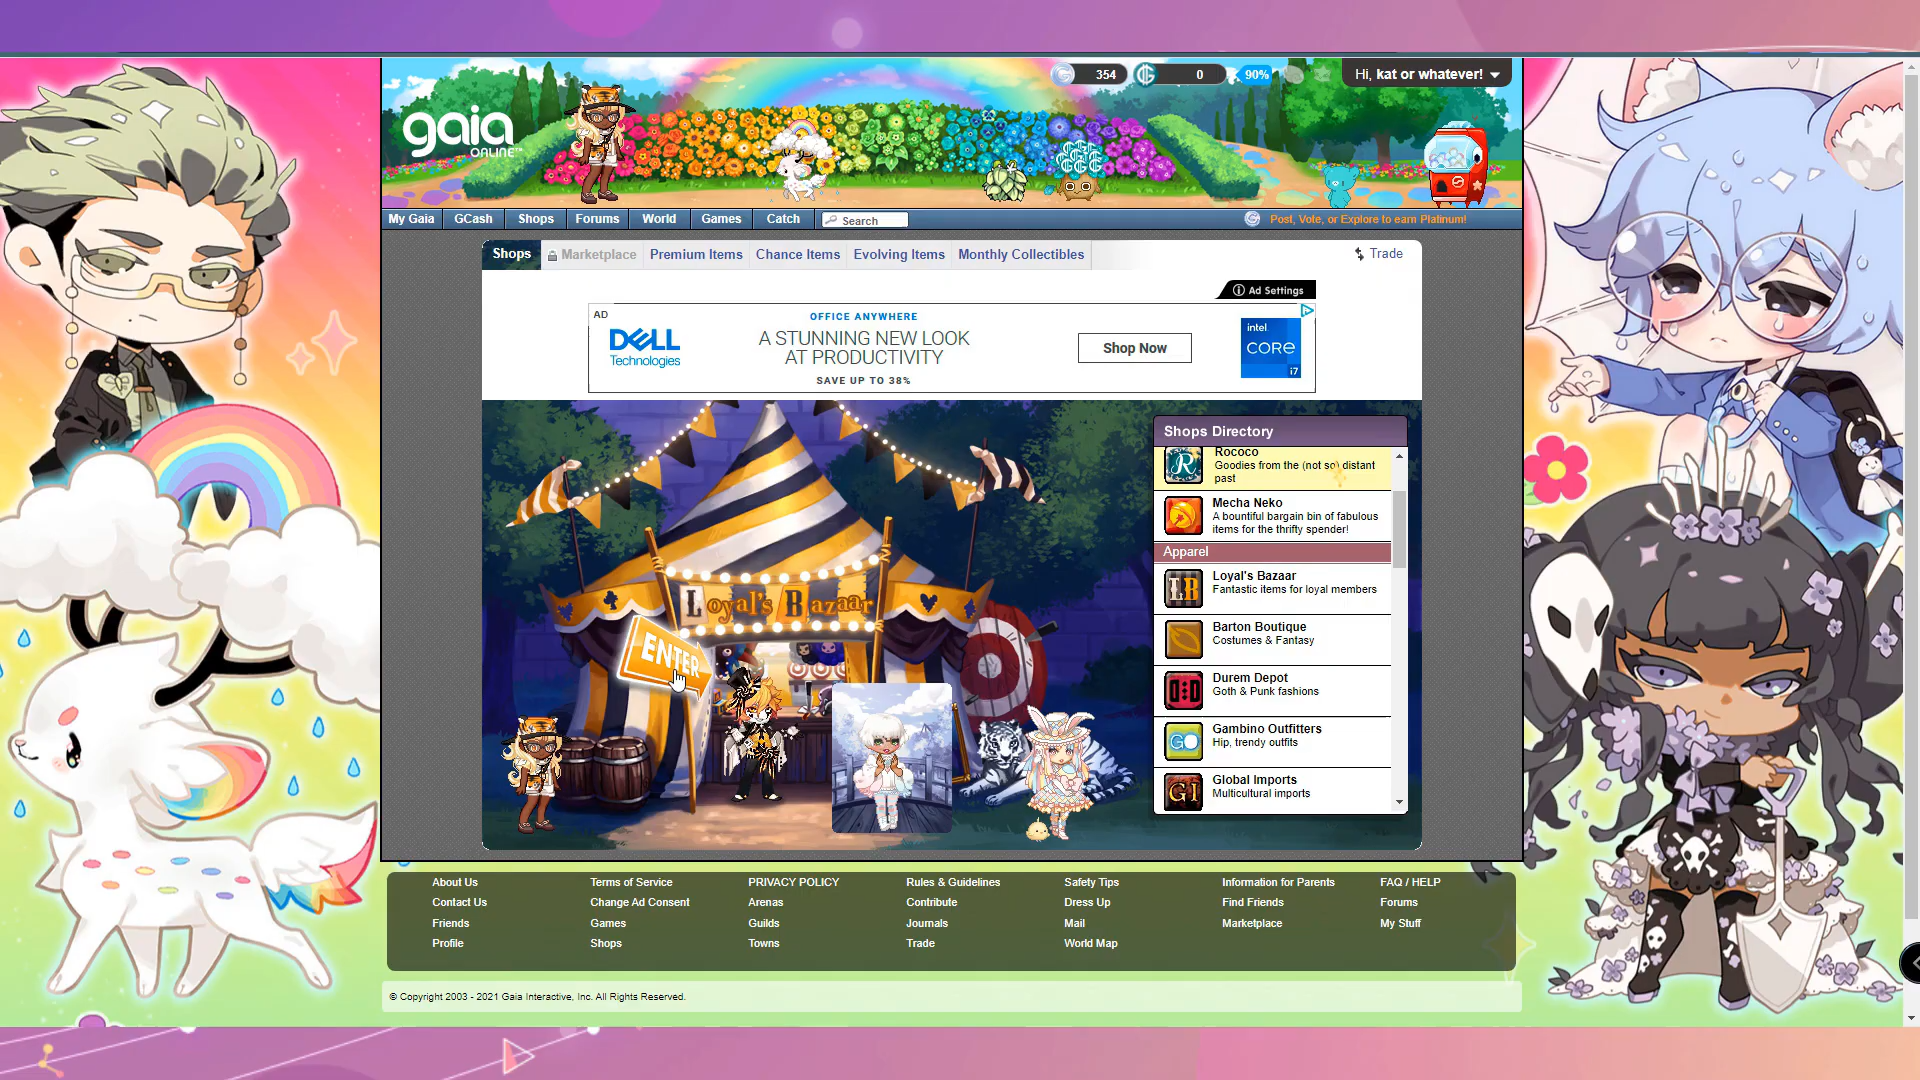 354
0
90%
Hi, kat or whatever!
gaia
ONLINE™
My Gaia
GCash
Shops
Forums
World
Games
Catch
Search
Post, Vote, or Explore to earn Platinum!
Shops
Marketplace
Premium Items
Chance Items
Evolving Items
Monthly Collectibles
Trade
Ad Settings
AD
DELL
Technologies
OFFICE ANYWHERE
A STUNNING NEW LOOK
AT PRODUCTIVITY
SAVE UP TO 38%
Shop Now
intel.
CORE
i7
Loyal's Bazaar
ENTER
Shops Directory
R
Rococo
Goodies from the (not so) distant
past
Mecha Neko
A bountiful bargain bin of fabulous
items for the thrifty spender!
Apparel
LB
Loyal's Bazaar
Fantastic items for loyal members
Barton Boutique
Costumes & Fantasy
D:D
Durem Depot
Goth & Punk fashions
GO
Gambino Outfitters
Hip, trendy outfits
GI
Global Imports
Multicultural imports
About Us
Terms of Service
PRIVACY POLICY
Rules & Guidelines
Safety Tips
Information for Parents
FAQ / HELP
Contact Us
Change Ad Consent
Arenas
Contribute
Dress Up
Find Friends
Forums
Friends
Games
Guilds
Journals
Mail
Marketplace
My Stuff
Profile
Shops
Towns
Trade
World Map
© Copyright 2003 - 2021 Gaia Interactive, Inc. All Rights Reserved.